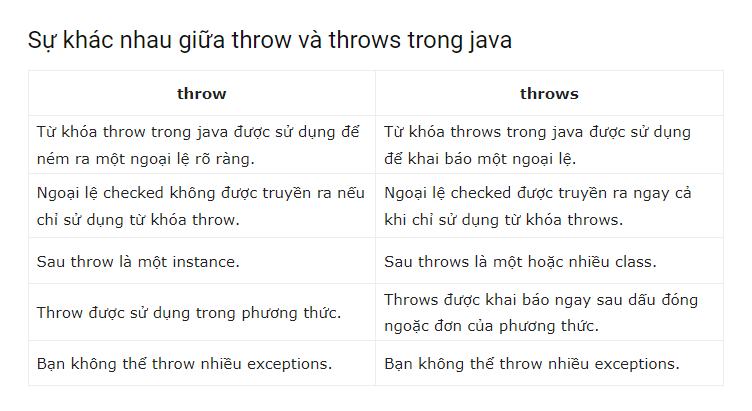 Sự khác nhau giữa throw và throws trong java
throw
throws
Từ khóa throw trong java được sử dụng để
ném ra một ngoại lệ rõ ràng.
Từ khóa throws trong java được sử dụng
để khai báo một ngoại lệ.
Ngoại lệ checked không được truyền ra nếu
chỉ sử dụng từ khóa throw.
Ngoại lệ checked được truyền ra ngay cả
khi chỉ sử dụng từ khóa throws.
Sau throw là một instance.
Sau throws là một hoặc nhiều class.
Throw được sử dụng trong phương thức.
Throws được khai báo ngay sau dấu đóng
ngoặc đơn của phương thức.
Bạn không thể throw nhiều exceptions.
Bạn không thể throw nhiều exceptions.